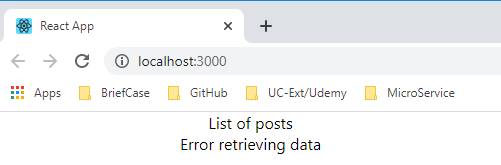 React App
localhost:3000
Apps BriefCase GitHub UC-Ext/Udemy MicroService
List of posts
Error retrieving data